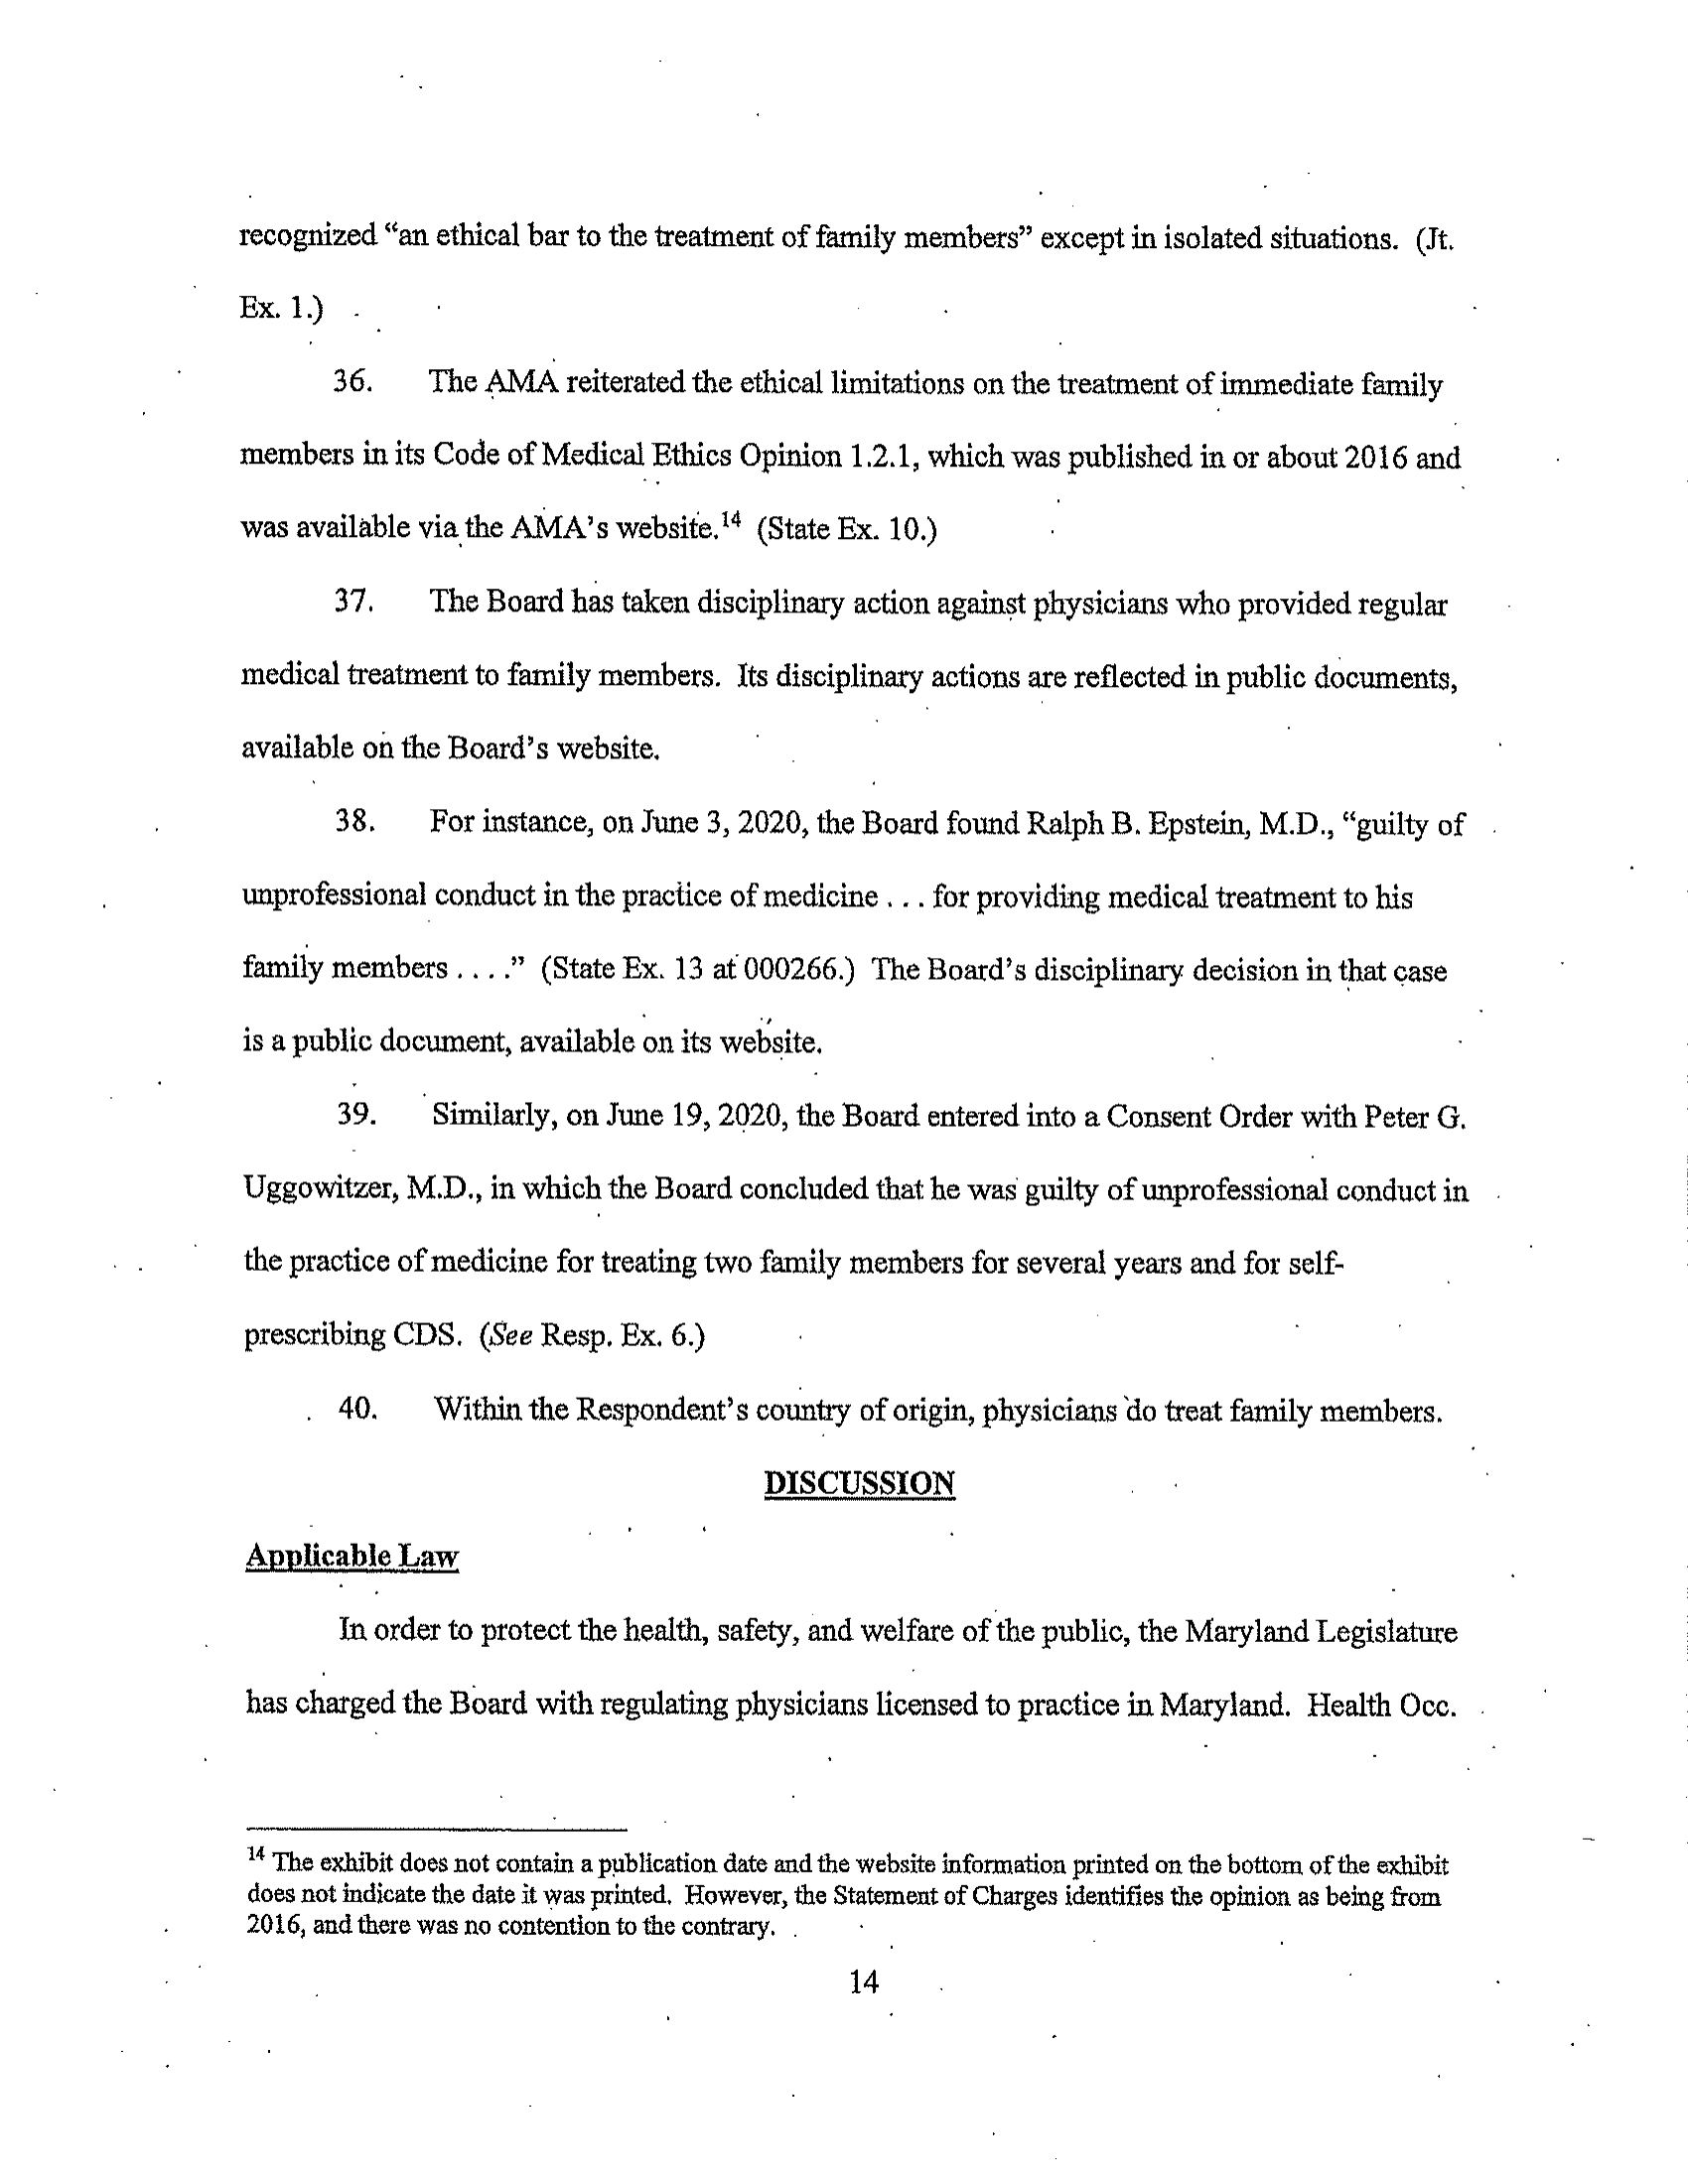 recognized “an ethical bar to the treatment of family members” except in isolated situations. (Jt.
Ex. 1.)
36. The AMA reiterated the ethical limitations on the treatment of immediate family
members in its Code of Medical Ethics Opinion 1.2.1, which was published in or about 2016 and
was available via the AMA’s website.14 (State Ex. 10.)
37. The Board has taken disciplinary action against physicians who provided regular
medical treatment to family members. Its disciplinary actions are reflected in public documents,
available on the Board’s website.
38. For instance, on June 3, 2020, the Board found Ralph B. Epstein, M.D., “guilty of
unprofessional conduct in the practice of medicine . . . for providing medical treatment to his
family members . . . .” (State Ex. 13 at 000266.) The Board’s disciplinary decision in that case
is a public document, available on its website.
39. Similarly, on June 19, 2020, the Board entered into a Consent Order with Peter G.
Uggowitzer, M.D., in which the Board concluded that he was guilty of unprofessional conduct in
the practice of medicine for treating two family members for several years and for self-
prescribing CDS. (See Resp. Ex. 6.)
40. Within the Respondent’s country of origin, physicians do treat family members.
DISCUSSION
Applicable Law
In order to protect the health, safety, and welfare of the public, the Maryland Legislature
has charged the Board with regulating physicians licensed to practice in Maryland. Health Occ.
14 The exhibit does not contain a publication date and the website information printed on the bottom of the exhibit
does not indicate the date it was printed. However, the Statement of Charges identifies the opinion as being from
2016, and there was no contention to the contrary.
14